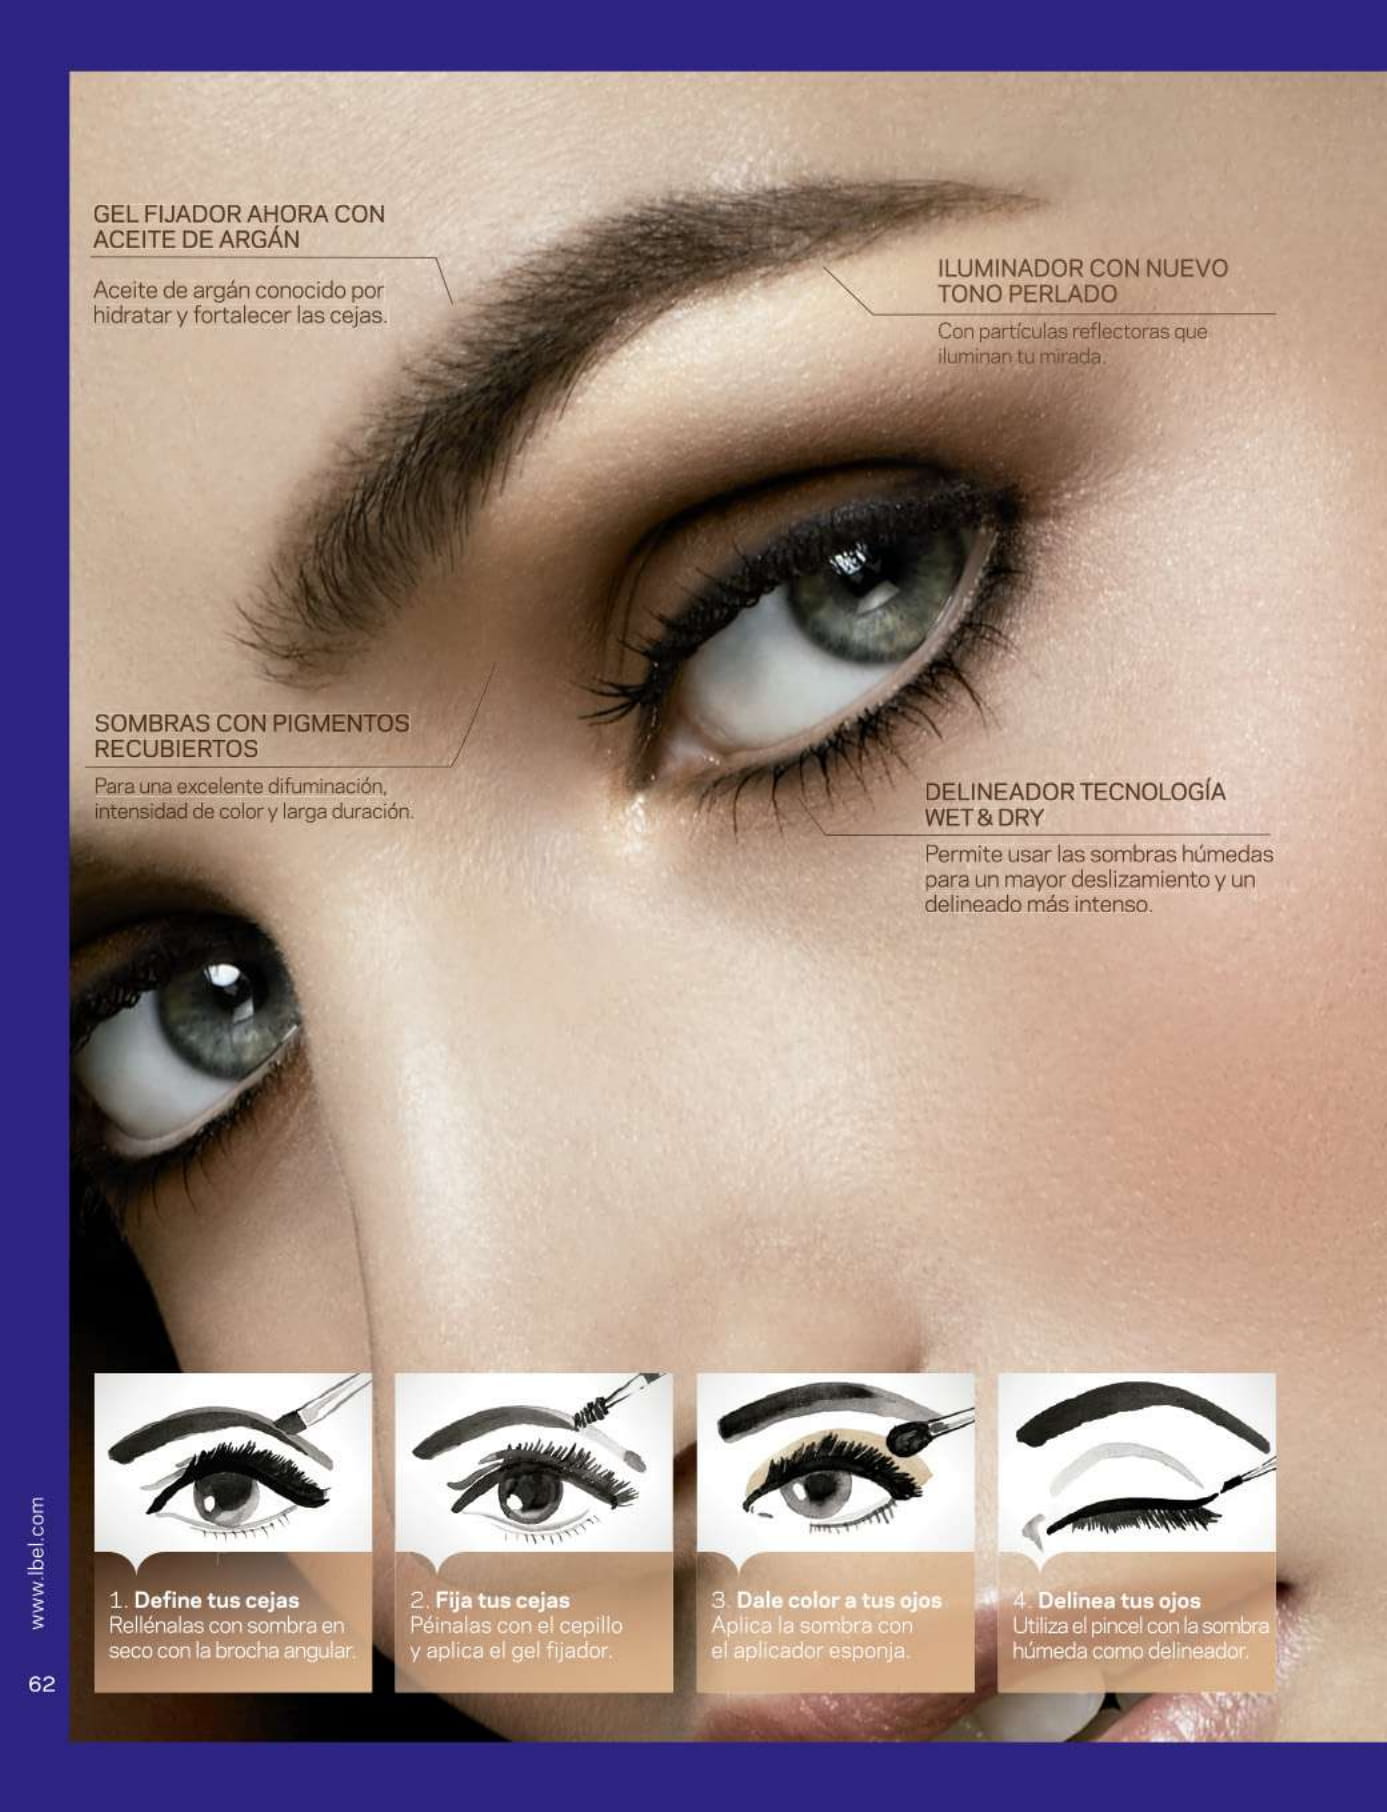 GEL FIJADOR AHORA CON
ACEITE DE ARGÁN
Aceite de argán conocido por
hidratar y fortalecer las cejas.
ILUMINADOR CON NUEVO
TONO PERLADO
Con partículas reflectoras que
iluminan tu mirada.
SOMBRAS CON PIGMENTOS
RECUBIERTOS
Para una excelente difuminación,
intensidad de color y larga duración.
DELINEADOR TECNOLOGÍA
WET & DRY
Permite usar las sombras húmedas
para un mayor deslizamiento y un
delineado más intenso.
1. Define tus cejas
Rellénalas con sombra en
seco con la brocha angular.
2. Fija tus cejas
Péinalas con el cepillo
y aplica el gel fijador.
3. Dale color a tus ojos
Aplica la sombra con
el aplicador esponja.
4. Delinea tus ojos
Utiliza el pincel con la sombra
húmeda como delineador.
www.lbel.com
62